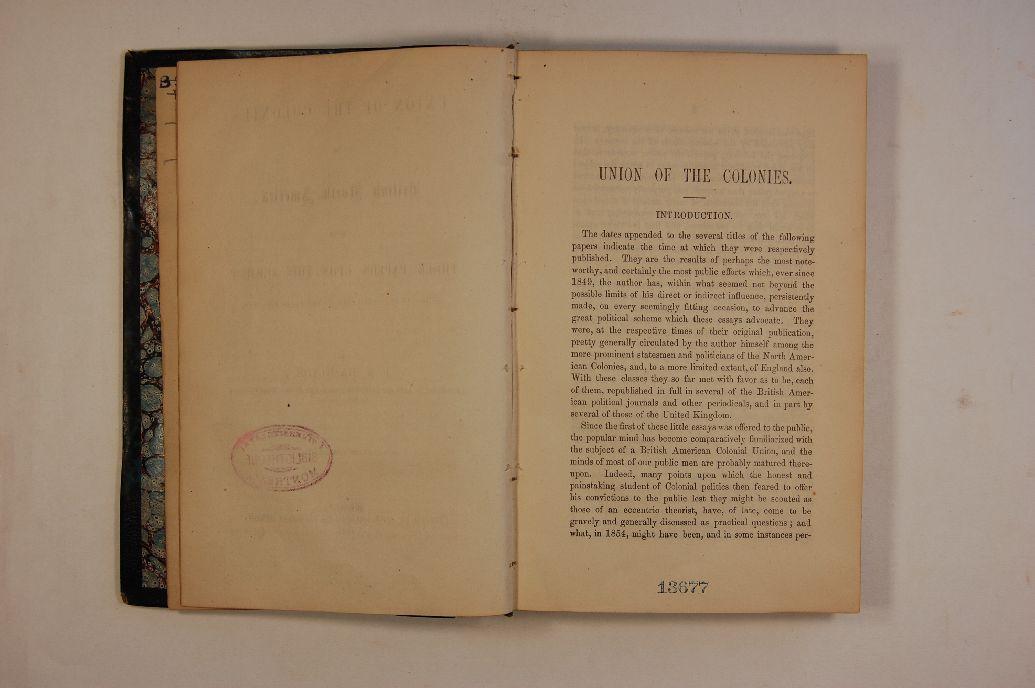 UNION OF THE COLONIES.
INTRODUCTION.
The dates appended to the several titles of the following
papers indicate the time at which they were respectively
published. They are the results of perhaps the most note-
worthy, and certainly the most public efforts which, ever since
1849, the author has, within what seemed not beyond the
possible limits of his direct or indirect influence, persistently
made, on every seemingly fitting occasion, to advance the
great political scheme which these essays advocate. They
were, at the respective times of their original publication,
pretty generally circulated by the author himself among the
more prominent statesmen and politicians of the North Amer-
ican Colonies, and, to a more limited extent, of England also.
With these classes they so far met with favor as to be, each
of them, republished in full in several of the British Amer-
ican political journals and other periodicals, and in part by
several of those of the United Kingdom.
Since the first of these little essays was offered to the public,
the popular mind has become comparatively familiarized with
the subject of a British American Colonial Union, and the
minds of most of our public men are probably matured there-
upon. Indeed, many points upon which the honest and
painstaking student of Colonial politics then feared to offer
his convictions to the public lest they might be scouted as
those of an eccentric theorist, have, of late, come to be
gravely and generally discussed as practical questions; and
what, in 1854, might have been, and in some instances per-
13677